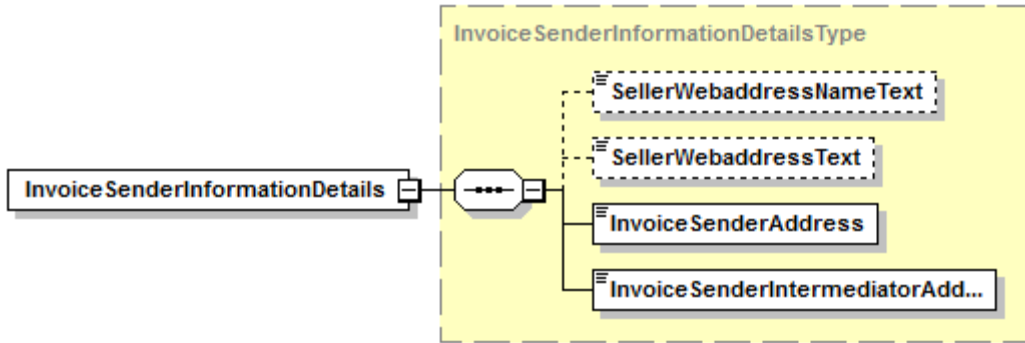 InvoiceSenderInformationDetailsType
SellerWebaddressNameText
SellerWebaddressText
InvoiceSenderInformationDetails
InvoiceSenderAddress
InvoiceSenderIntermediatorAdd...